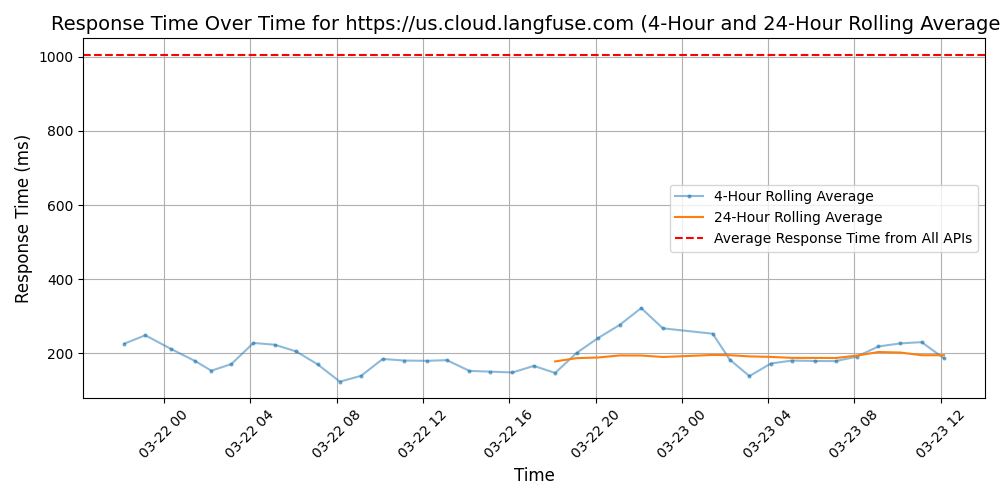 Response Time Over Time for https://us.cloud.langfuse.com (4-Hour and 24-Hour Rolling Average
Response Time (ms)
1000
800
600
400
200
4-Hour Rolling Average
24-Hour Rolling Average
Average Response Time from All APIs
03-22 00
03-22 04
03-22 08
03-22 12
03-22 16
03-22 20
03-23 00
03-23 04
03-23 08
03-23 12
Time